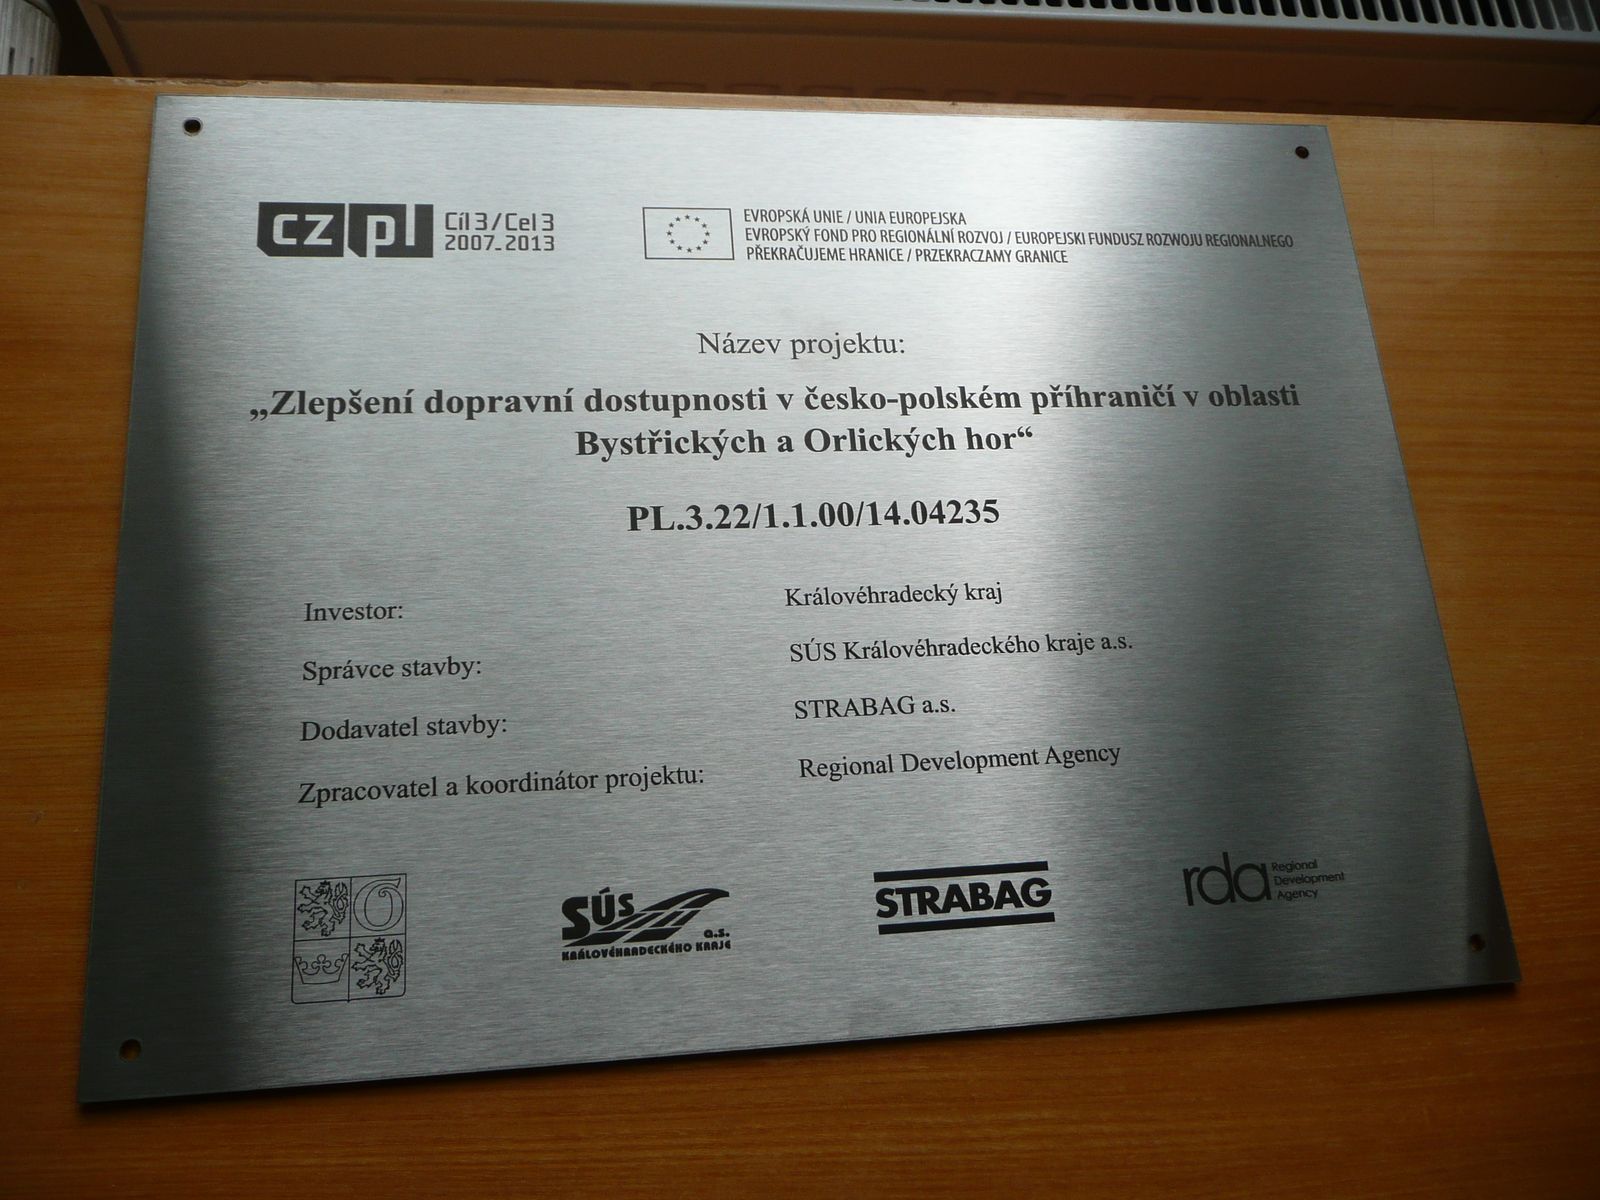 cz pl Cíl 3 / Cel 3
2007-2013
EVROPSKÁ UNIE / UNIA EUROPEJSKA
EVROPSKÝ FOND PRO REGIONÁLNÍ ROZVOJ / EUROPEJSKI FUNDUSZ ROZWOJU REGIONALNEGO
PŘEKRAČUJEME HRANICE / PRZEKRACZAMY GRANICE
Název projektu:
„Zlepšení dopravní dostupnosti v česko-polském příhraničí v oblasti
Bystřických a Orlických hor“
PL.3.22/1.1.00/14.04235
Investor: Královéhradecký kraj
Správce stavby: SÚS Královéhradeckého kraje a.s.
Dodavatel stavby: STRABAG a.s.
Zpracovatel a koordinátor projektu: Regional Development Agency
G
SÚS
a.s.
KRÁLOVÉHRADECKÉHO KRAJE
STRABAG
rda Regional
Development
Agency